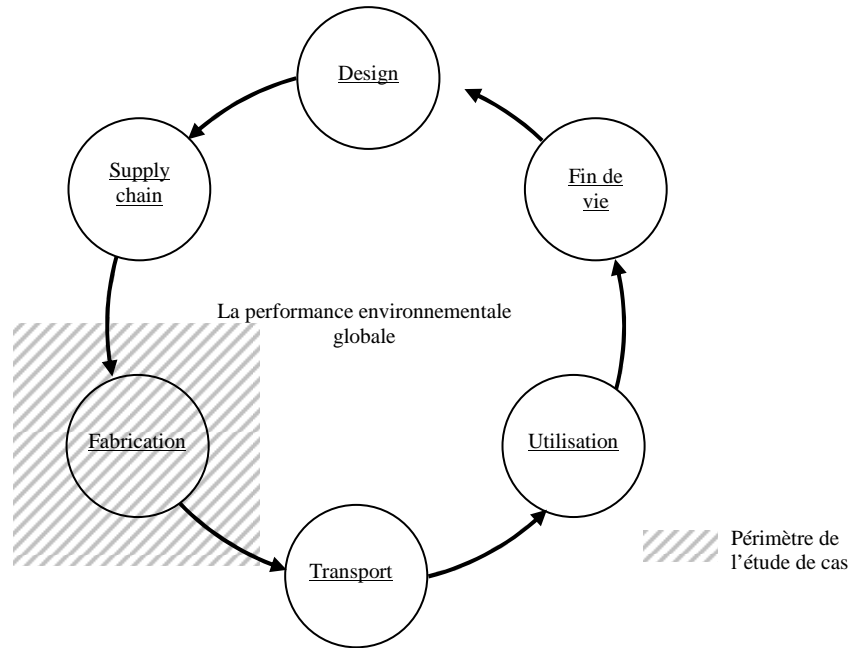 Design
Supply
chain
Fin de
vie
La performance environnementale
globale
Fabrication
Utilisation
Transport
Périmètre de
l’étude de cas